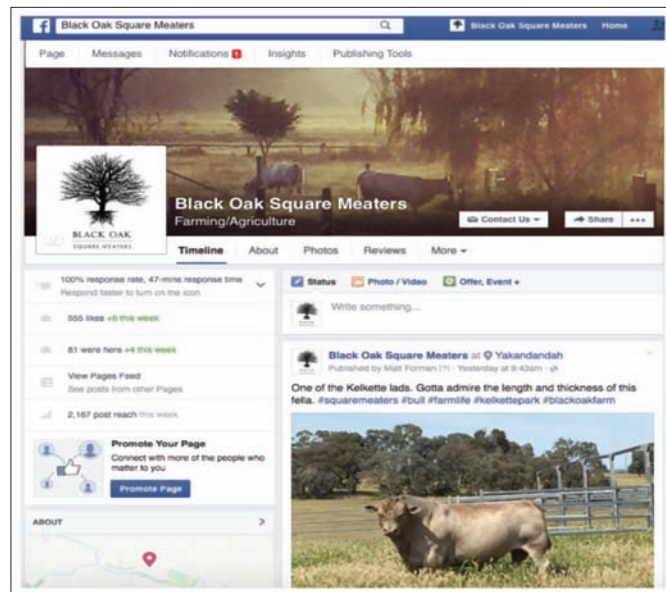 Black Oak Square Meaters
Black Oak Square Meaters Home
Page Messages Notifications 1 Insights Publishing Tools
BLACK OAK
SQUARE MEATERS
Black Oak Square Meaters
Farming/Agriculture
Contact Us Share
Timeline About Photos Reviews More
100% response rate, 47-mins response time
Respond faster to turn on the icon
555 likes +6 this week
81 were here +4 this week
View Pages Feed
See posts from other Pages
2,167 post reach this week
Promote Your Page
Connect with more of the people who
matter to you
Promote Page
ABOUT
Status Photo / Video Offer, Event +
Write something...
Black Oak Square Meaters at Yakandandah
Published by Matt Forman [?] · Yesterday at 9:43am ·
One of the Kelkette lads. Gotta admire the length and thickness of this
fella. #squaremeaters #bull #farmlife #kelkettepark #blackoakfarm